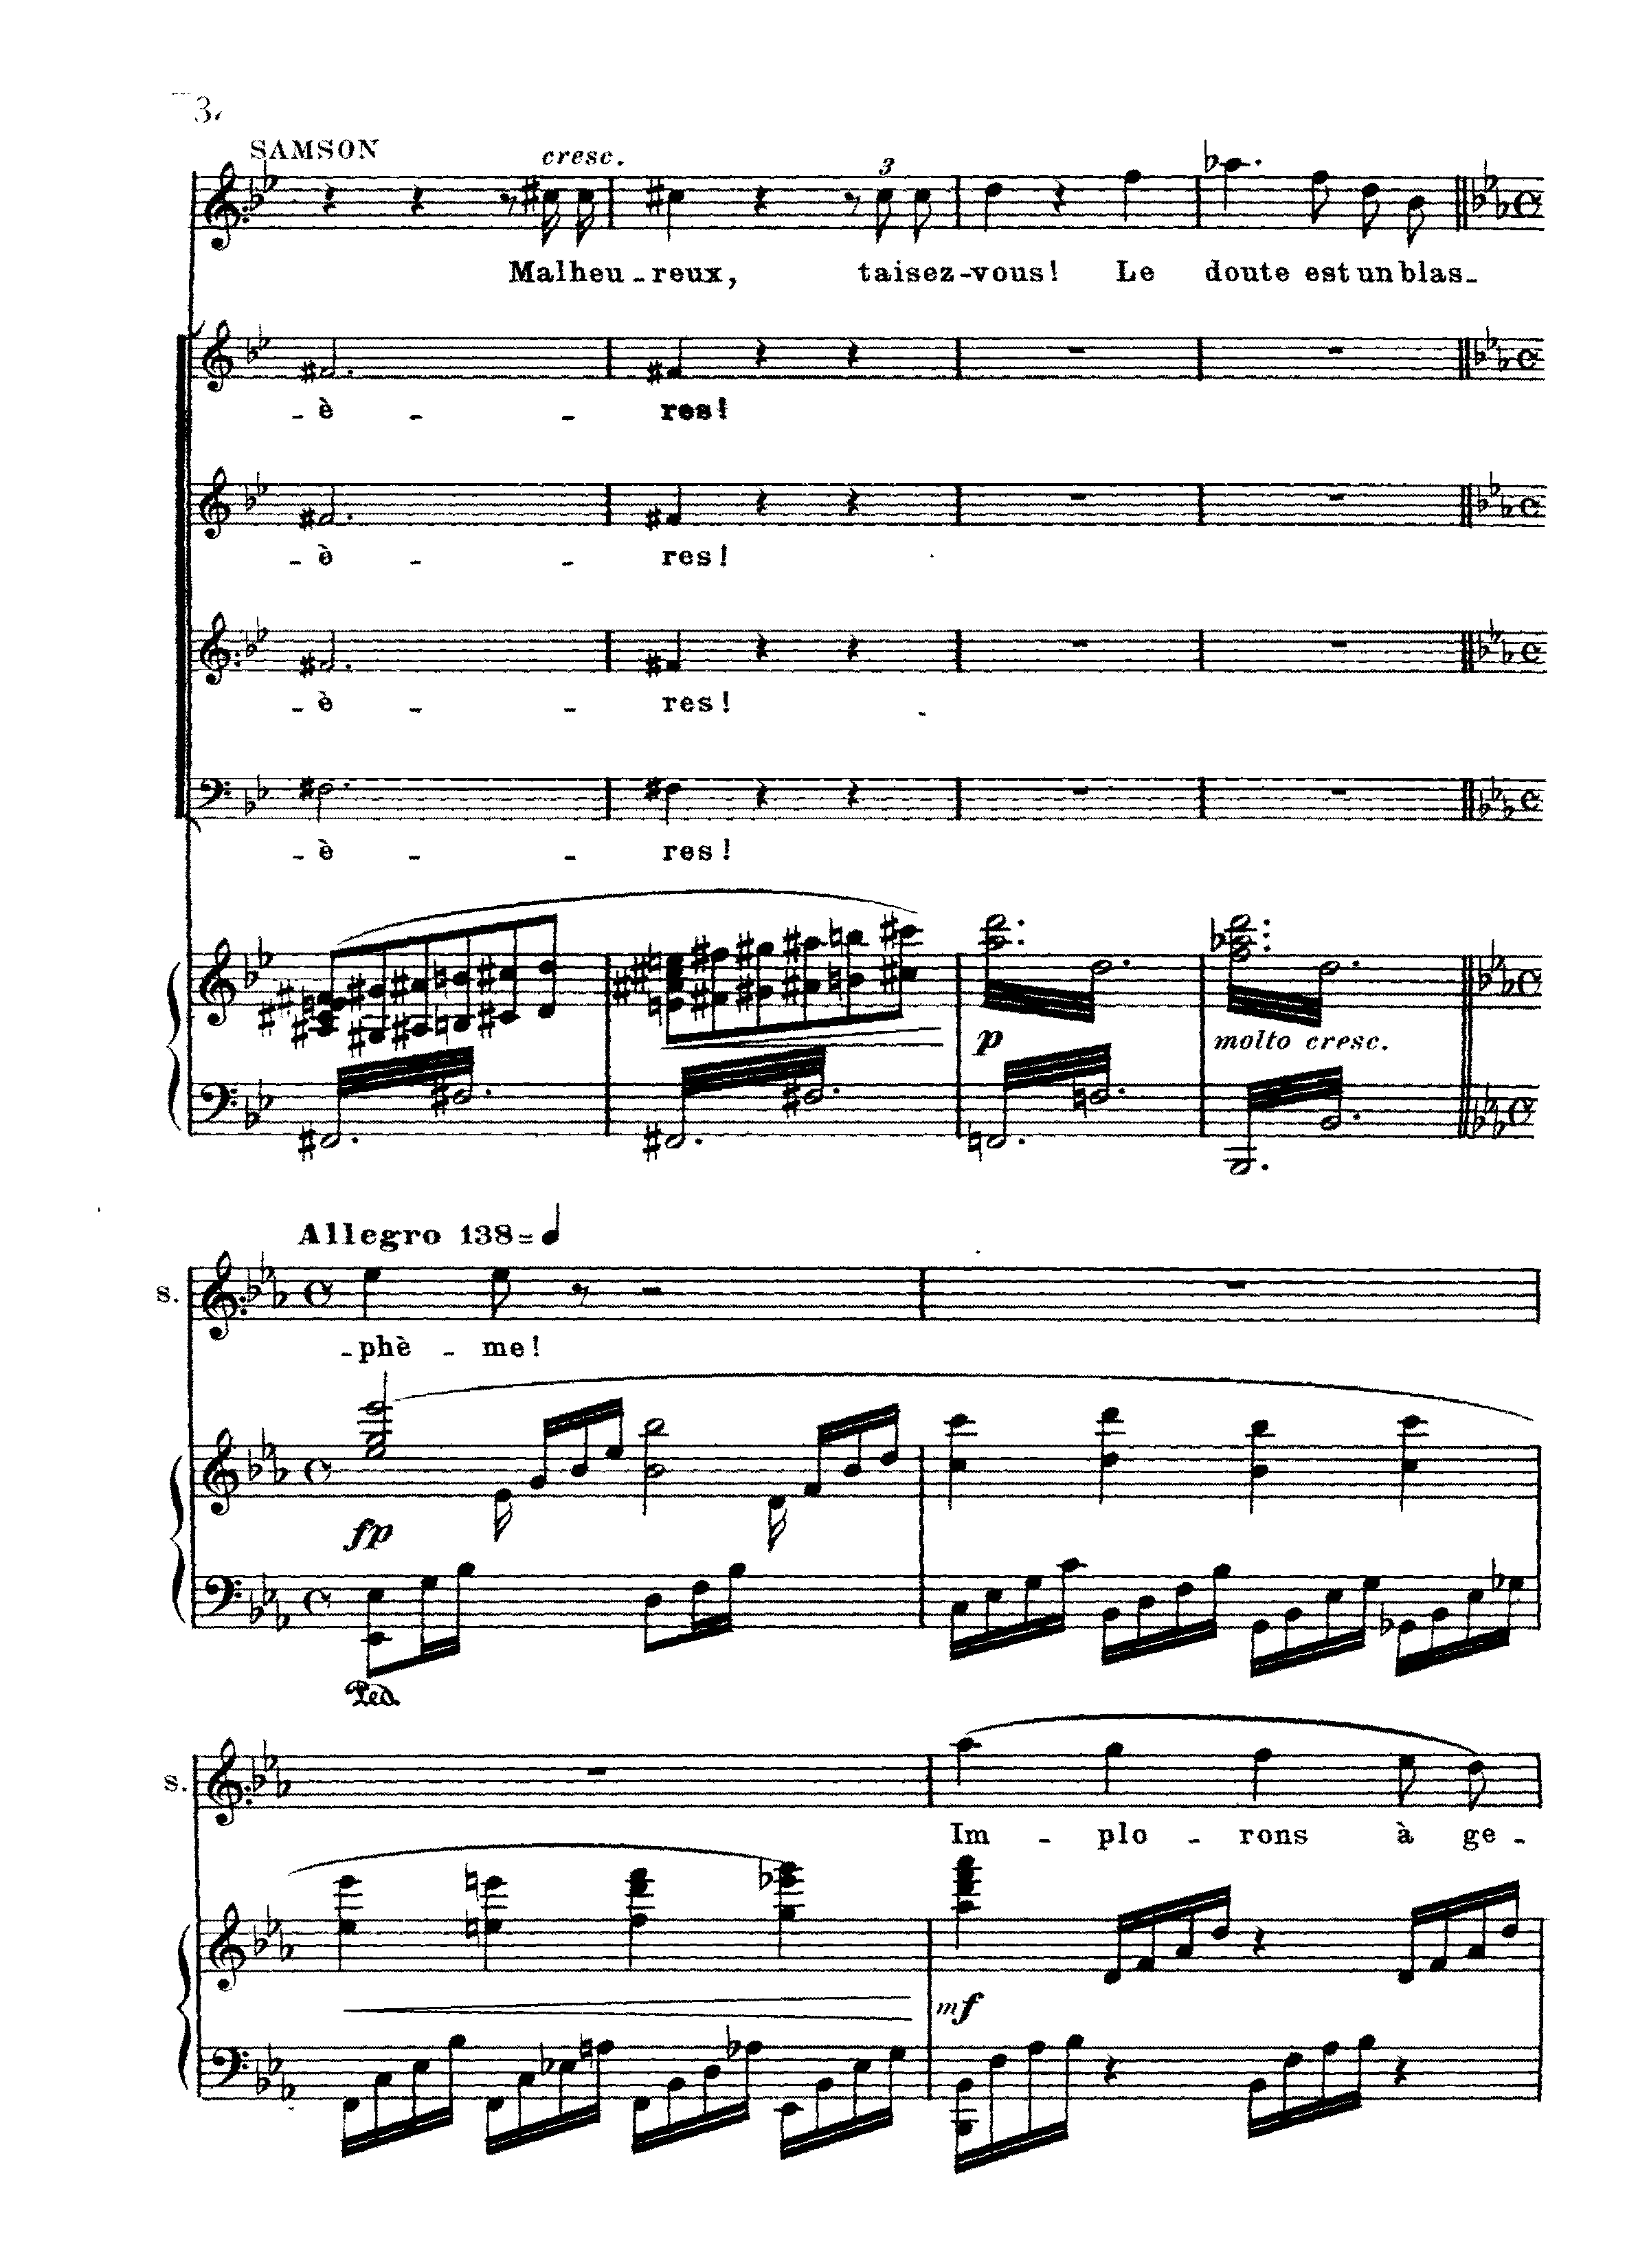 SAMSON
cresc.
3
Malheu - reux, taisez-vous! Le doute est un blas -
- è - - res!
- è - - res!
- è - - res!
- è - - res!
p molto cresc.
Allegro 138 = ♩
S.
- phè - me!
fp
Ped.
S.
Im - plo - rons à ge -
mf